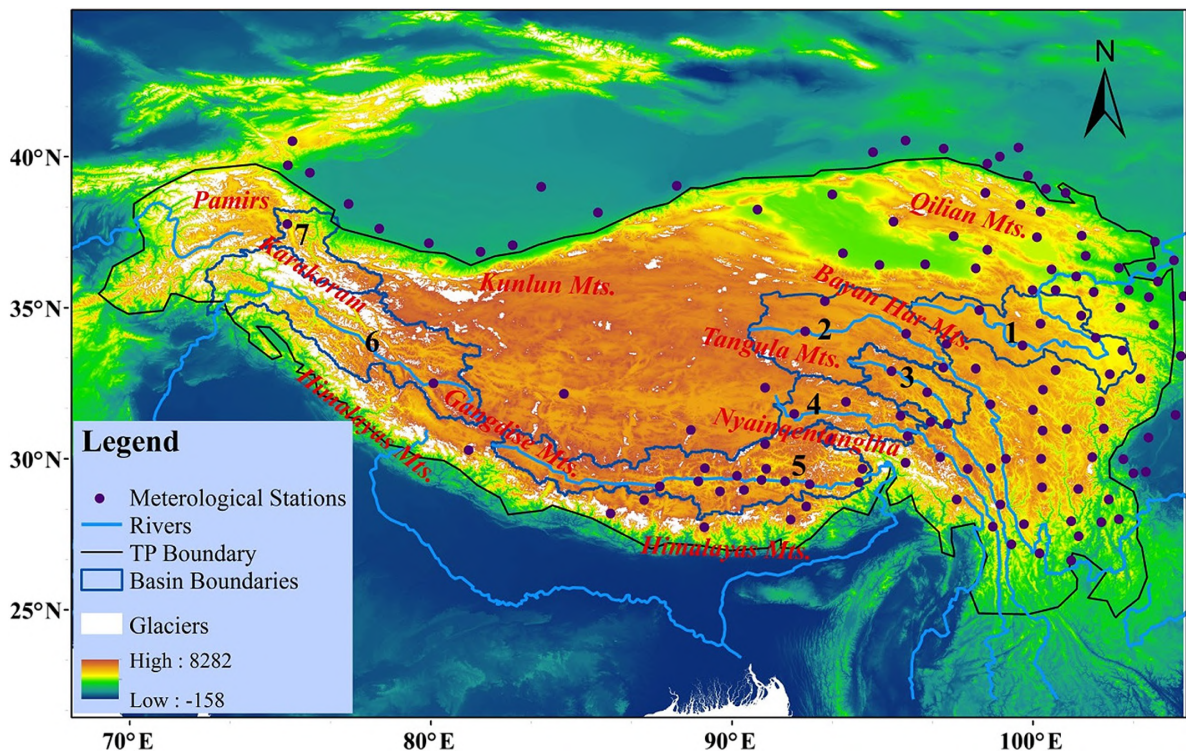 N
40°N
35°N
30°N
25°N
Pamirs
Karakoram
Kunlun Mts.
Qilian Mts.
Bayan Har Mts.
Tangula Mts.
Nyainqentanglha
Gangdise Mts.
Himalayas Mts.
Himalayas Mts.
7
6
2
1
3
4
5
Legend
Meterological Stations
Rivers
TP Boundary
Basin Boundaries
Glaciers
High : 8282
Low : -158
70°E
80°E
90°E
100°E